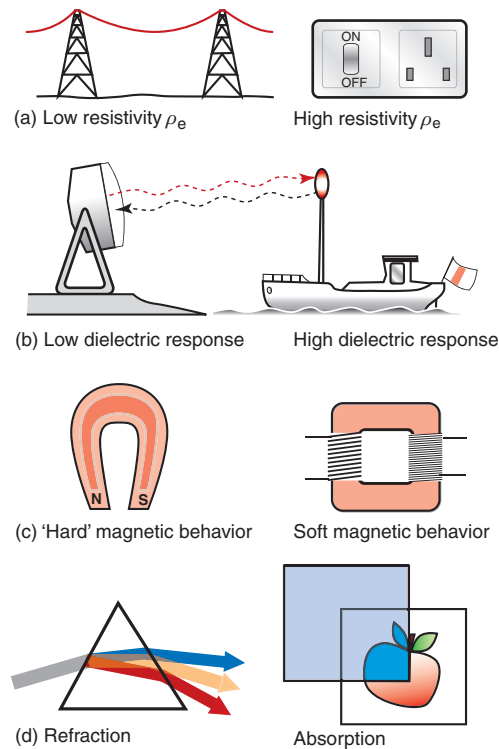 ON
OFF
(a) Low resistivity ρe
High resistivity ρe
(b) Low dielectric response
High dielectric response
N S
(c) ‘Hard’ magnetic behavior
Soft magnetic behavior
(d) Refraction
Absorption